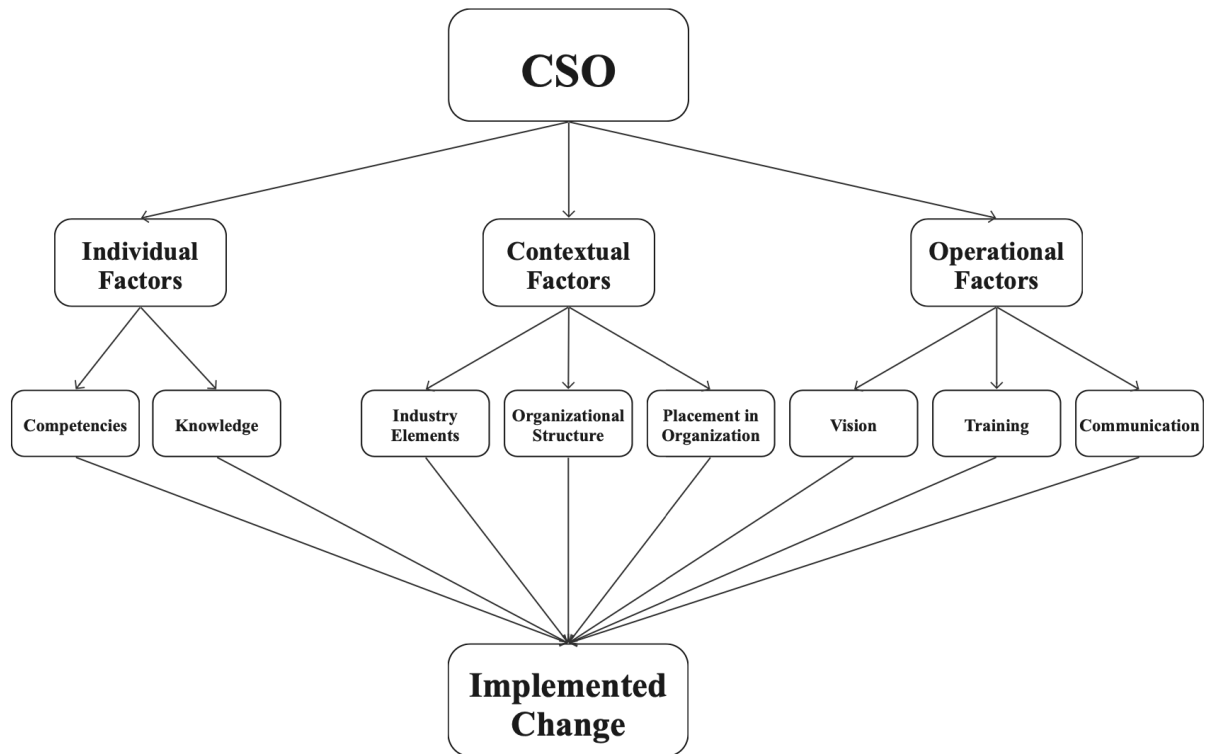 CSO
Individual
Factors
Contextual
Factors
Operational
Factors
Competencies
Knowledge
Industry
Elements
Organizational
Structure
Placement in
Organization
Vision
Training
Communication
Implemented
Change